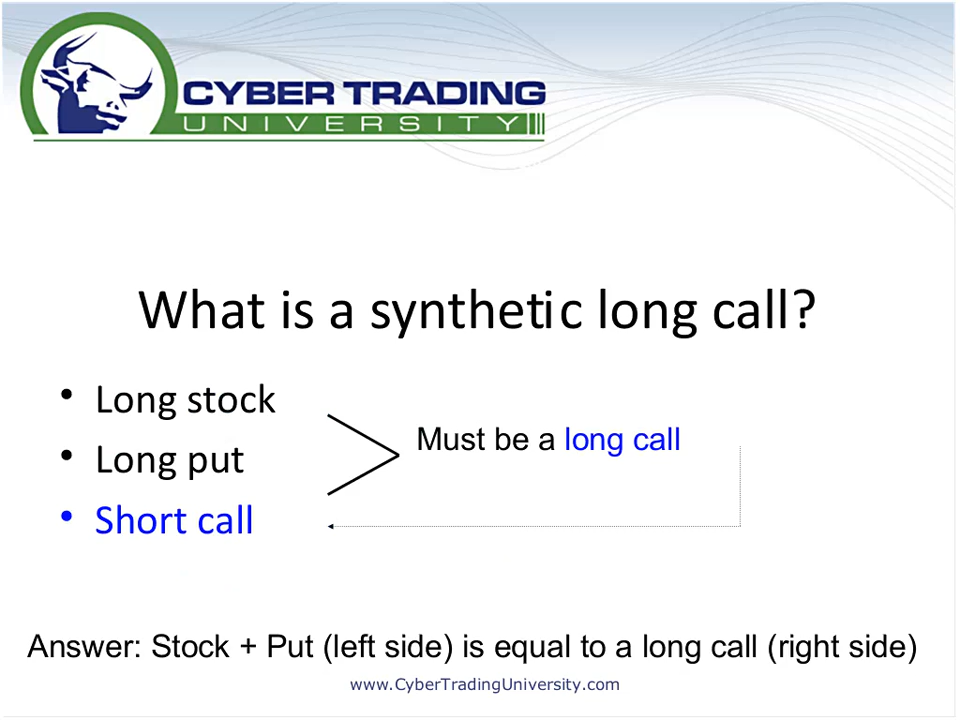 CYBER TRADING
UNIVERSITY
What is a synthetic long call?
• Long stock
• Long put
• Short call
Must be a long call
Answer: Stock + Put (left side) is equal to a long call (right side)
www.CyberTradingUniversity.com